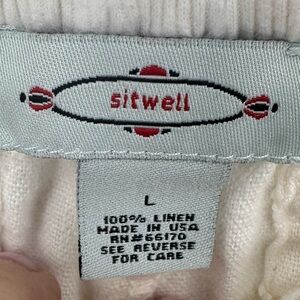 sitwell
L
100% LINEN
MADE IN USA
RN#66170
SEE REVERSE
FOR CARE